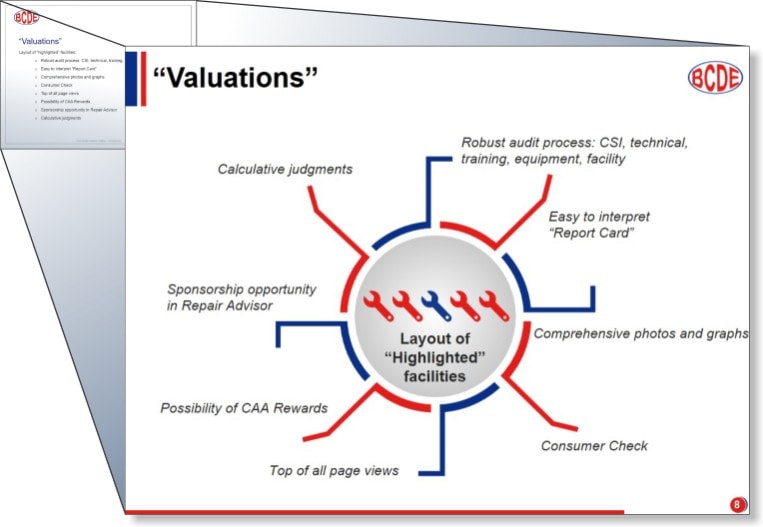 BCDE
"Valuations"
Layout of "highlighted" facilities:
Robust audit process: CSI, technical, training,
Easy to interpret "Report Card"
Comprehensive photos and graphs
Consumer Check
Top of all page views
Possibility of CAA Rewards
Sponsorship opportunity in Repair Advisor
Calculative judgments
“Valuations”
BCDE
Robust audit process: CSI, technical,
training, equipment, facility
Calculative judgments
Easy to interpret
“Report Card”
Sponsorship opportunity
in Repair Advisor
Layout of
“Highlighted”
facilities
Comprehensive photos and graphs
Possibility of CAA Rewards
Consumer Check
Top of all page views
8